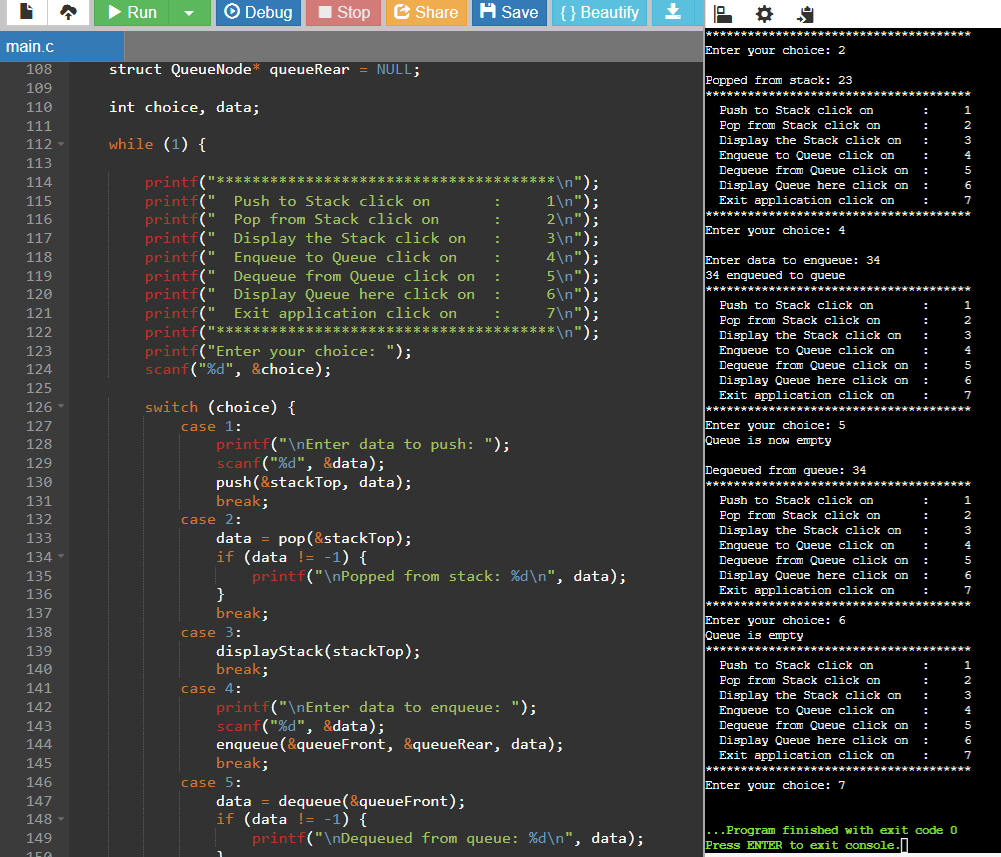 Run Debug Stop Share Save { } Beautify
main.c
108 struct QueueNode* queueRear = NULL;
109
110 int choice, data;
111
112 while (1) {
113
114 printf("**************************************\n");
115 printf("  Push to Stack click on       :     1\n");
116 printf("  Pop from Stack click on      :     2\n");
117 printf("  Display the Stack click on   :     3\n");
118 printf("  Enqueue to Queue click on    :     4\n");
119 printf("  Dequeue from Queue click on  :     5\n");
120 printf("  Display Queue here click on  :     6\n");
121 printf("  Exit application click on    :     7\n");
122 printf("**************************************\n");
123 printf("Enter your choice: ");
124 scanf("%d", &choice);
125
126 switch (choice) {
127 case 1:
128 printf("\nEnter data to push: ");
129 scanf("%d", &data);
130 push(&stackTop, data);
131 break;
132 case 2:
133 data = pop(&stackTop);
134 if (data != -1) {
135 printf("\nPopped from stack: %d\n", data);
136 }
137 break;
138 case 3:
139 displayStack(stackTop);
140 break;
141 case 4:
142 printf("\nEnter data to enqueue: ");
143 scanf("%d", &data);
144 enqueue(&queueFront, &queueRear, data);
145 break;
146 case 5:
147 data = dequeue(&queueFront);
148 if (data != -1) {
149 printf("\nDequeued from queue: %d\n", data);
150 }
**************************************
Enter your choice: 2
Popped from stack: 23
**************************************
Push to Stack click on       :     1
Pop from Stack click on      :     2
Display the Stack click on   :     3
Enqueue to Queue click on    :     4
Dequeue from Queue click on  :     5
Display Queue here click on  :     6
Exit application click on    :     7
**************************************
Enter your choice: 4
Enter data to enqueue: 34
34 enqueued to queue
**************************************
Push to Stack click on       :     1
Pop from Stack click on      :     2
Display the Stack click on   :     3
Enqueue to Queue click on    :     4
Dequeue from Queue click on  :     5
Display Queue here click on  :     6
Exit application click on    :     7
**************************************
Enter your choice: 5
Queue is now empty
Dequeued from queue: 34
**************************************
Push to Stack click on       :     1
Pop from Stack click on      :     2
Display the Stack click on   :     3
Enqueue to Queue click on    :     4
Dequeue from Queue click on  :     5
Display Queue here click on  :     6
Exit application click on    :     7
**************************************
Enter your choice: 6
Queue is empty
**************************************
Push to Stack click on       :     1
Pop from Stack click on      :     2
Display the Stack click on   :     3
Enqueue to Queue click on    :     4
Dequeue from Queue click on  :     5
Display Queue here click on  :     6
Exit application click on    :     7
**************************************
Enter your choice: 7
...Program finished with exit code 0
Press ENTER to exit console.